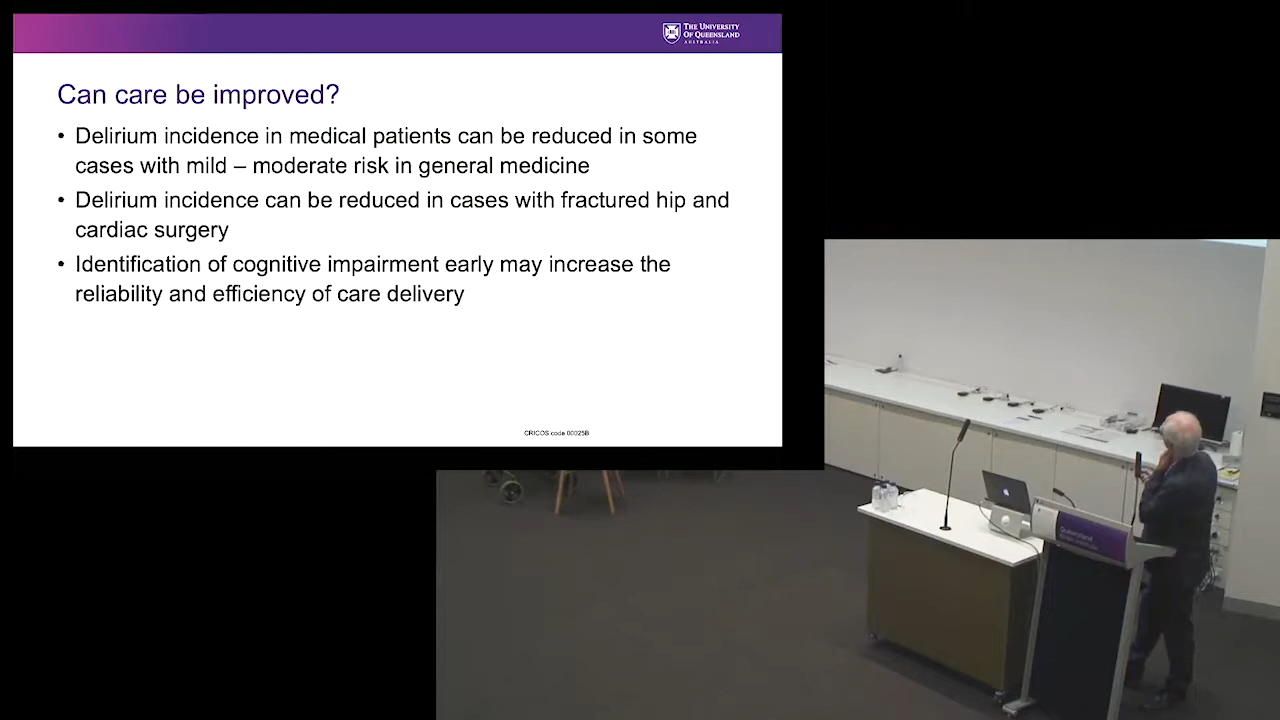 THE UNIVERSITY
OF QUEENSLAND
AUSTRALIA
Can care be improved?
• Delirium incidence in medical patients can be reduced in some
cases with mild – moderate risk in general medicine
• Delirium incidence can be reduced in cases with fractured hip and
cardiac surgery
• Identification of cognitive impairment early may increase the
reliability and efficiency of care delivery
CRICOS code 00025B
Queensland